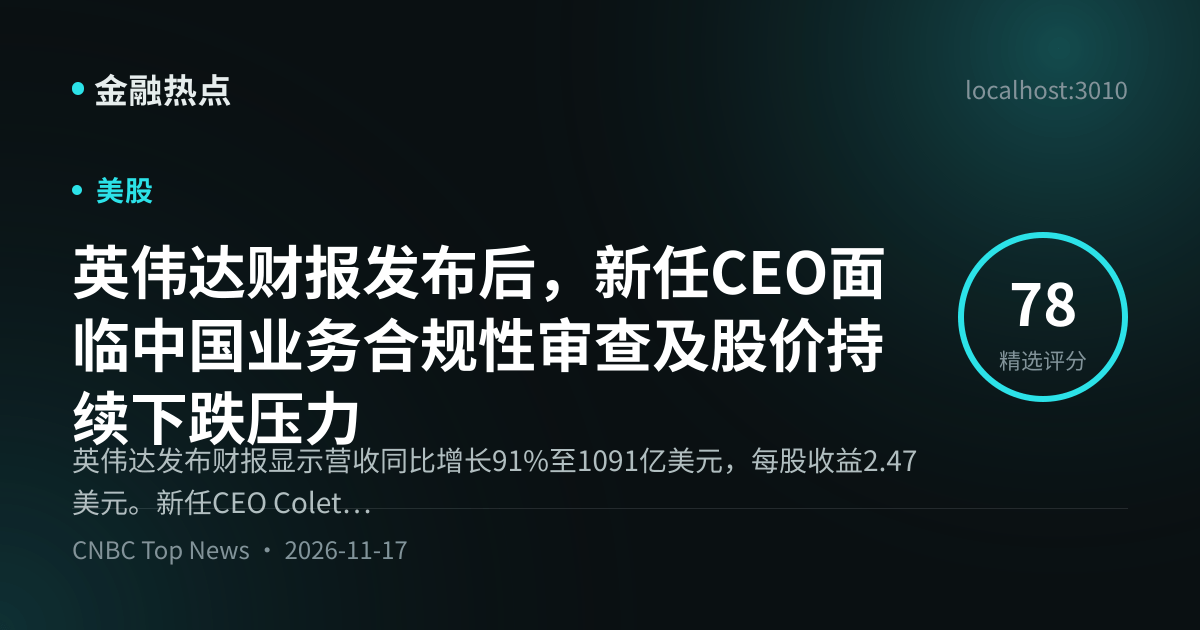 金融热点
localhost:3010
美股
英伟达财报发布后，新任CEO面
临中国业务合规性审查及股价持
续下跌压力
78
精选评分
英伟达发布财报显示营收同比增长91%至1091亿美元，每股收益2.47
美元。新任CEO Colet…
CNBC Top News • 2026-11-17